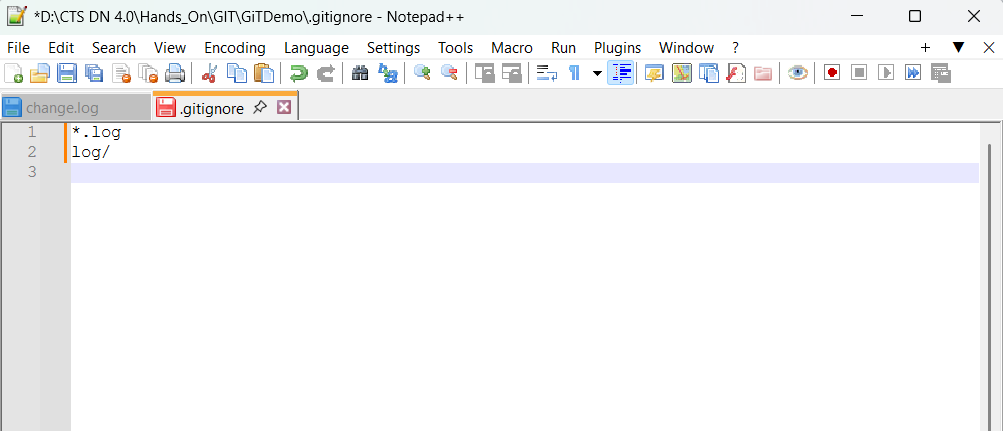 *D:\CTS DN 4.0\Hands_On\GIT\GiTDemo\.gitignore - Notepad++
File Edit Search View Encoding Language Settings Tools Macro Run Plugins Window ?
change.log .gitignore
1 *.log
2 log/
3